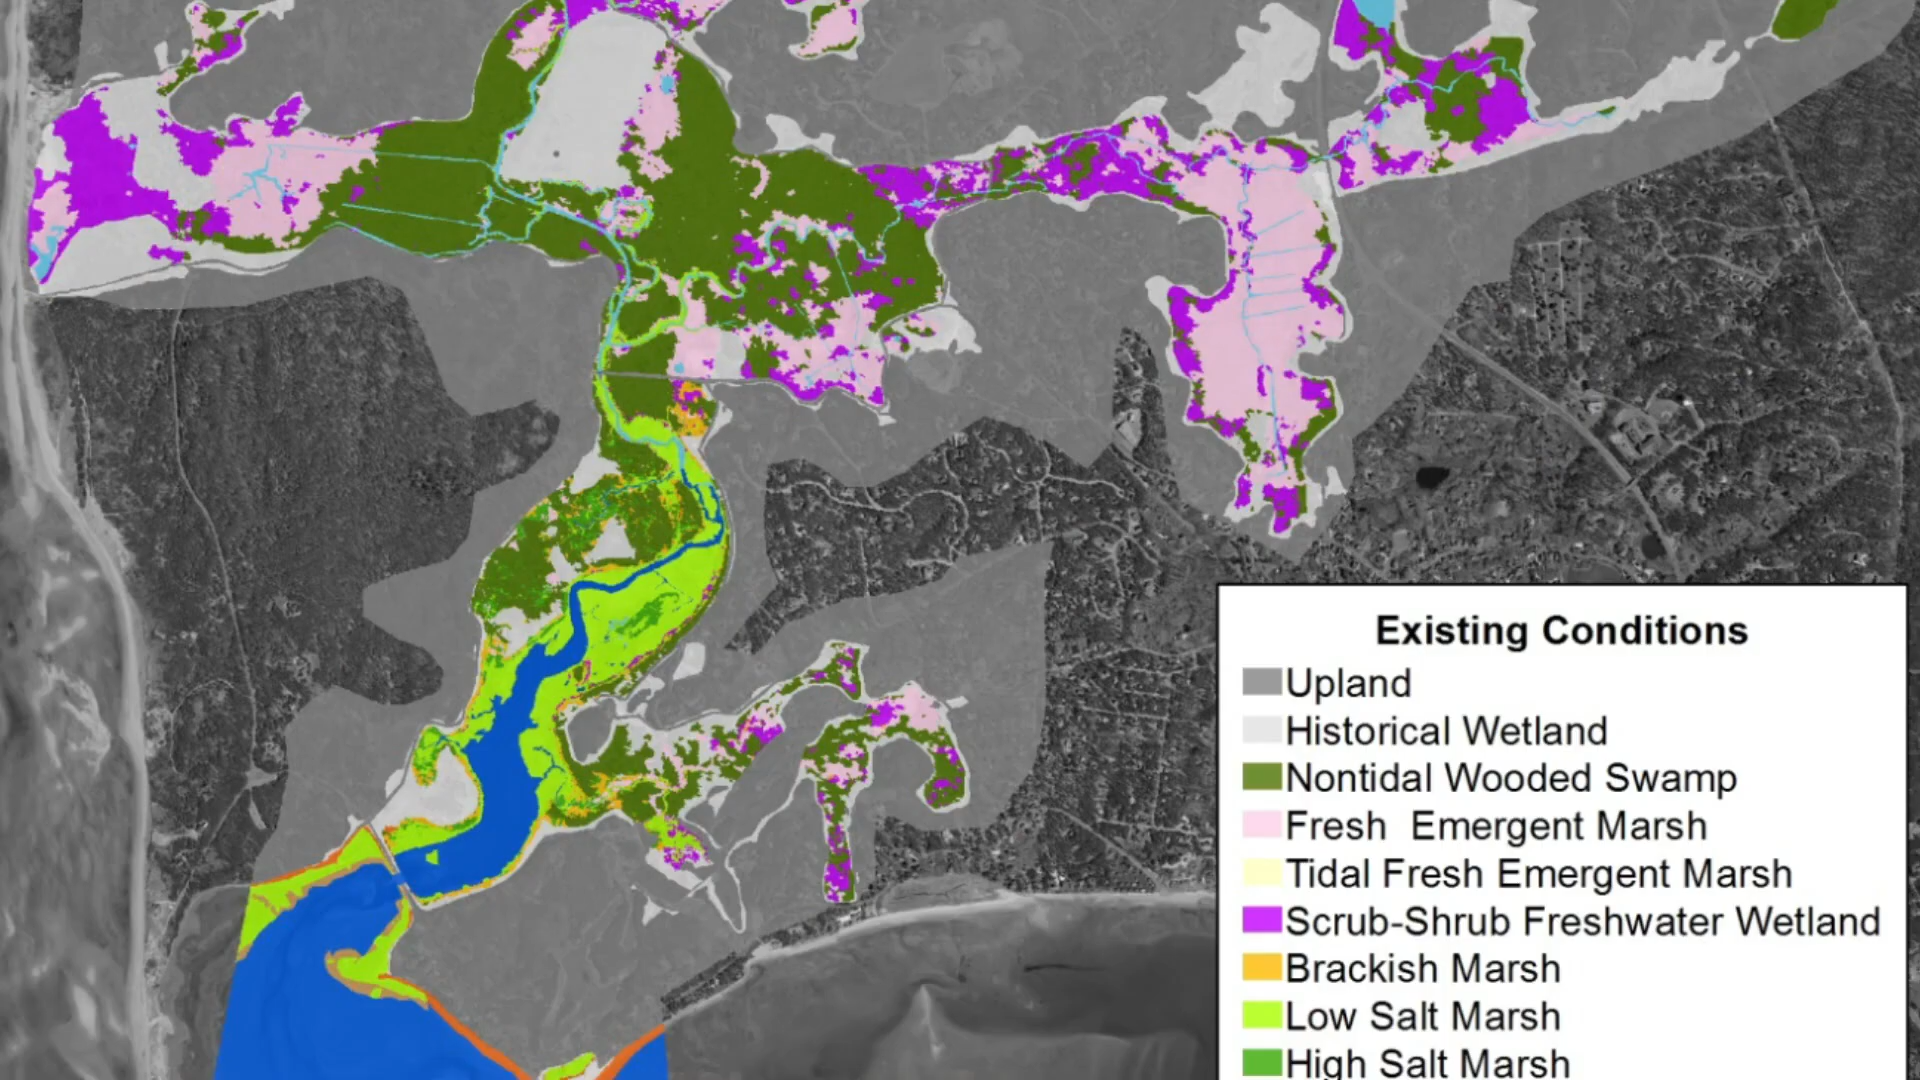 Existing Conditions
Upland
Historical Wetland
Nontidal Wooded Swamp
Fresh Emergent Marsh
Tidal Fresh Emergent Marsh
Scrub-Shrub Freshwater Wetland
Brackish Marsh
Low Salt Marsh
High Salt Marsh